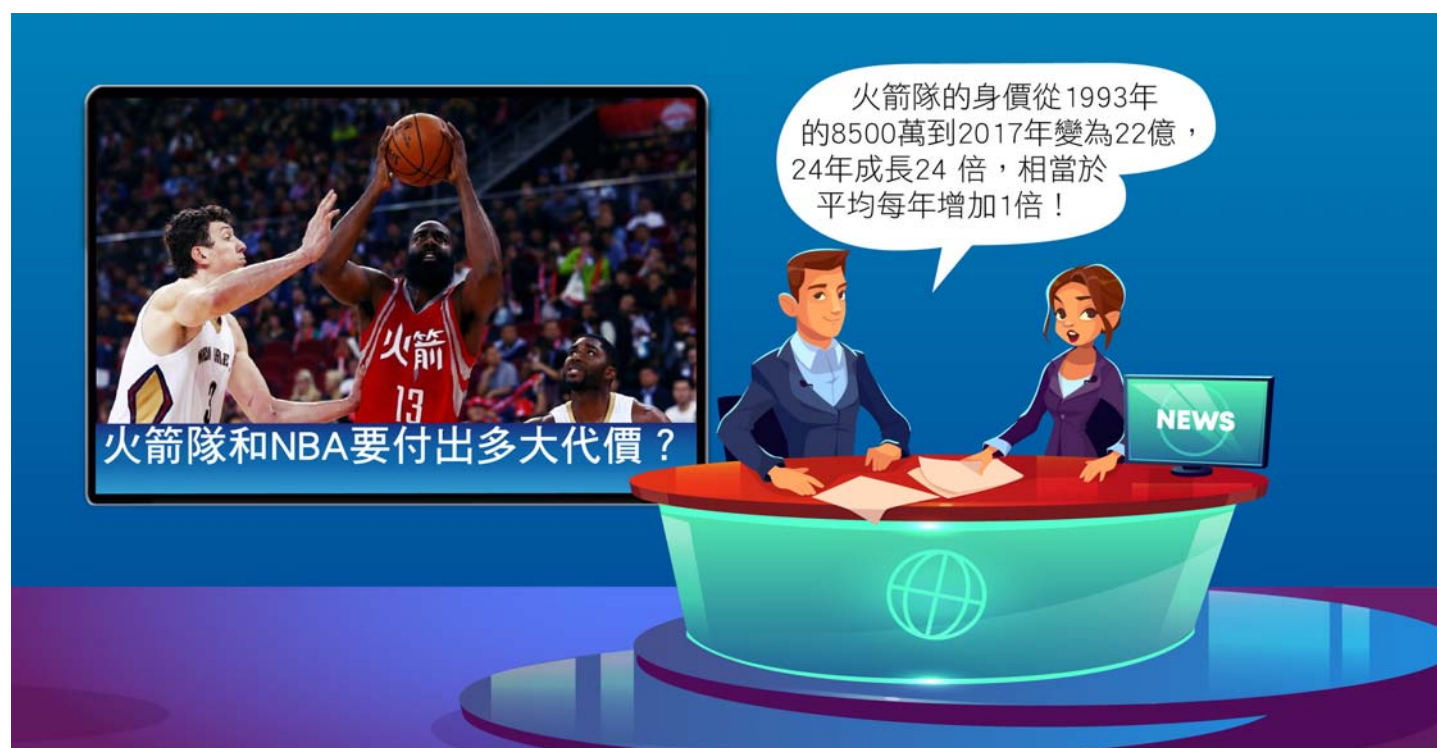 火箭隊的身價從1993年
的8500萬到2017年變為22億，
24年成長24 倍，相當於
平均每年增加1倍！
火箭
13
3
火箭隊和NBA要付出多大代價？
NEWS